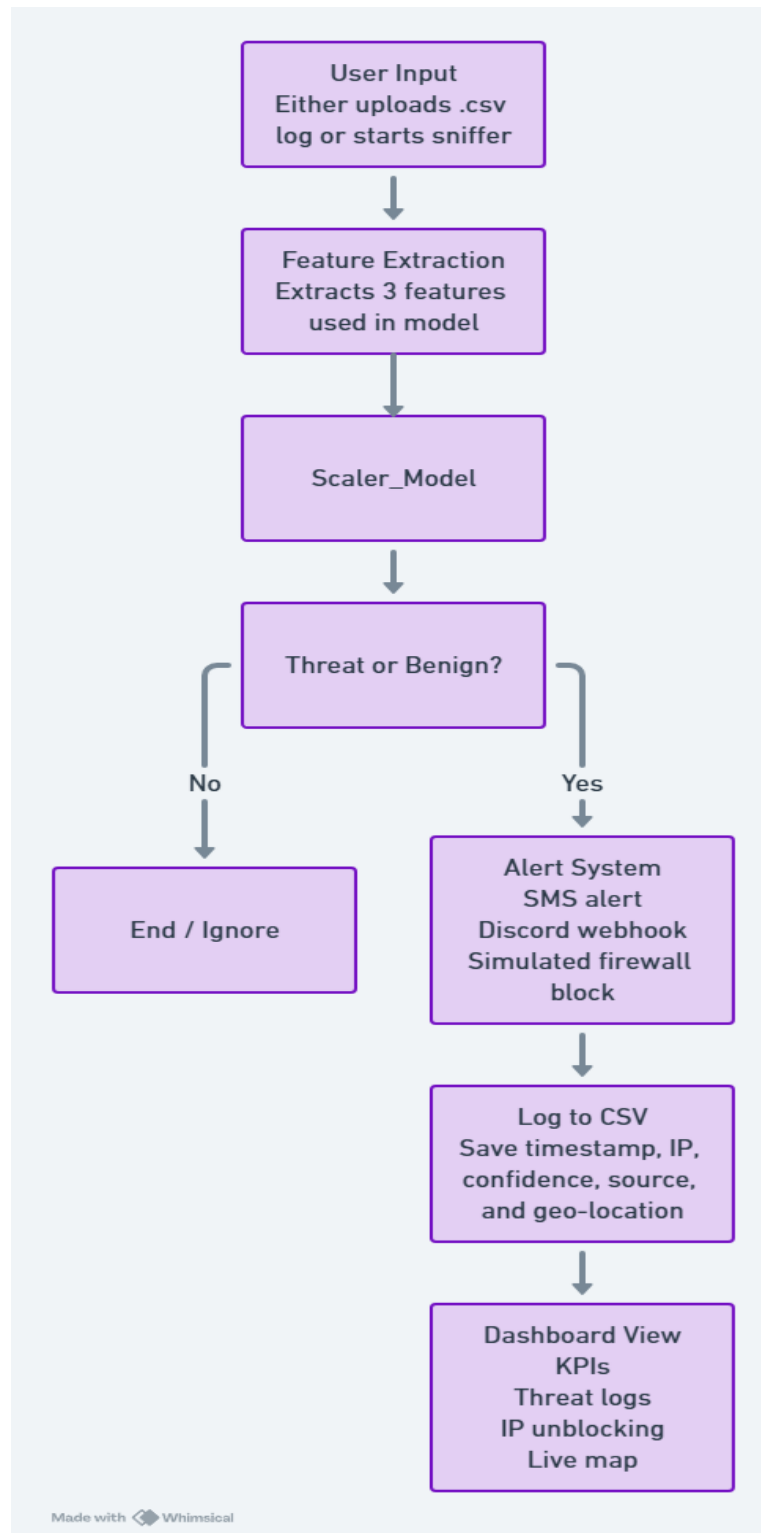 User Input
Either uploads .csv
log or starts sniffer
Feature Extraction
Extracts 3 features
used in model
Scaler_Model
Threat or Benign?
No
Yes
End / Ignore
Alert System
SMS alert
Discord webhook
Simulated firewall
block
Log to CSV
Save timestamp, IP,
confidence, source,
and geo-location
Dashboard View
KPIs
Threat logs
IP unblocking
Live map
Made with Whimsical